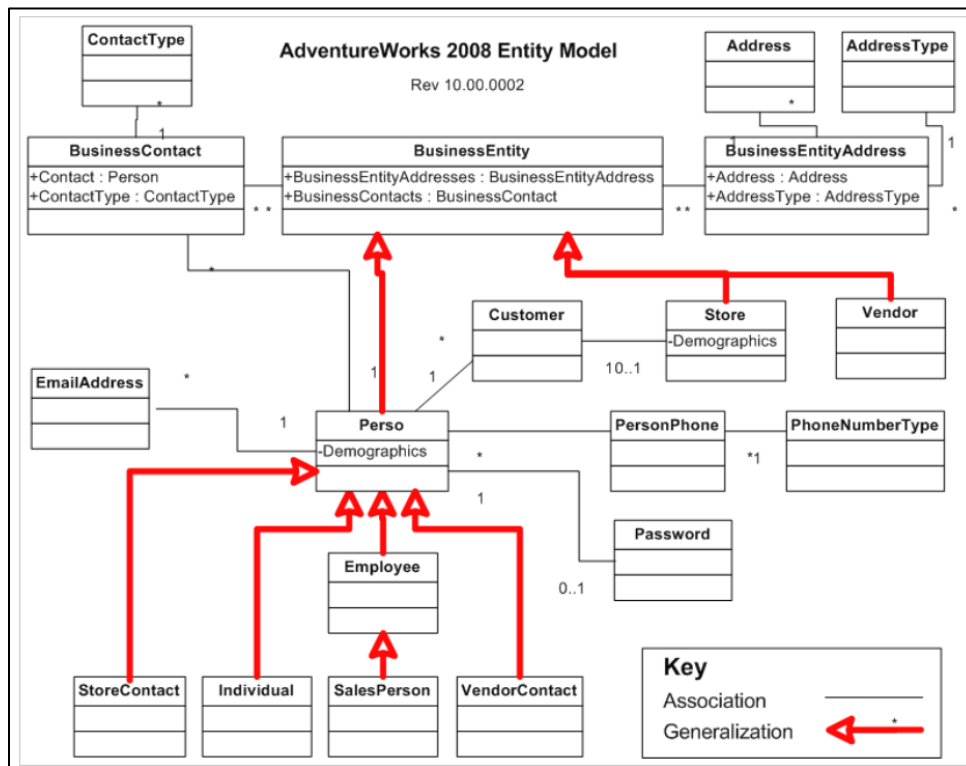 ContactType
AdventureWorks 2008 Entity Model
Rev 10.00.0002
Address
AddressType
*
1
*
1
1
BusinessContact
+Contact : Person
+ContactType : ContactType
BusinessEntity
+BusinessEntityAddresses : BusinessEntityAddress
+BusinessContacts : BusinessContact
BusinessEntityAddress
+Address : Address
+AddressType : AddressType
* *
**
*
*
Customer
Store
-Demographics
Vendor
*
10..1
1
1
EmailAddress
*
1
Perso
-Demographics
PersonPhone
PhoneNumberType
*
*1
1
Password
0..1
Employee
StoreContact
Individual
SalesPerson
VendorContact
Key
Association
Generalization
*